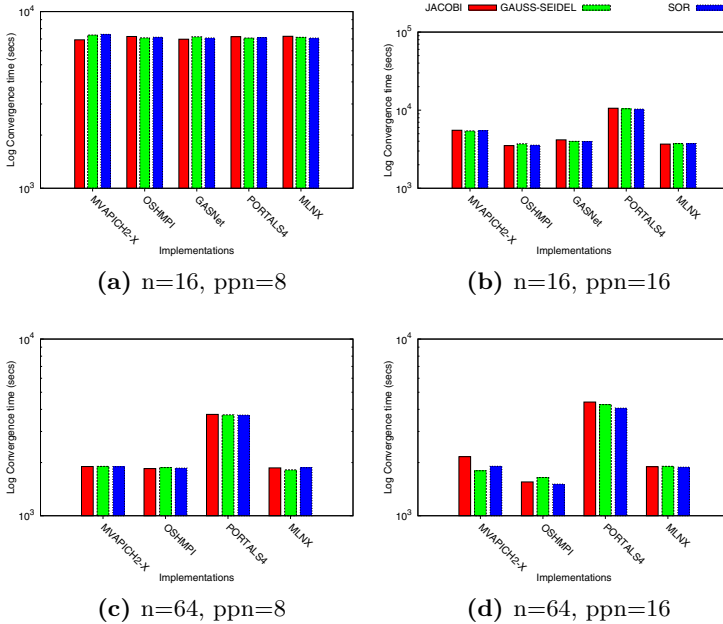 JACOBI GAUSS-SEIDEL SOR
10^4
10^3
Log Convergence time (secs)
MVAPICH2-X
OSHMPI
GASNet
PORTALS4
MLNX
Implementations
(a) n=16, ppn=8
10^5
10^4
10^3
Log Convergence time (secs)
MVAPICH2-X
OSHMPI
GASNet
PORTALS4
MLNX
Implementations
(b) n=16, ppn=16
10^4
10^3
Log Convergence time (secs)
MVAPICH2-X
OSHMPI
PORTALS4
MLNX
Implementations
(c) n=64, ppn=8
10^4
10^3
Log Convergence time (secs)
MVAPICH2-X
OSHMPI
PORTALS4
MLNX
Implementations
(d) n=64, ppn=16